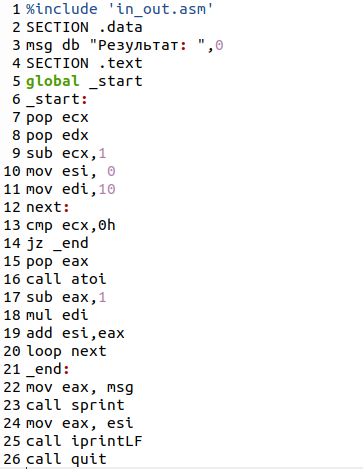 1 %include 'in_out.asm'
2 SECTION .data
3 msg db "Результат: ",0
4 SECTION .text
5 global _start
6 _start:
7 pop ecx
8 pop edx
9 sub ecx,1
10 mov esi, 0
11 mov edi,10
12 next:
13 cmp ecx,0h
14 jz _end
15 pop eax
16 call atoi
17 sub eax,1
18 mul edi
19 add esi,eax
20 loop next
21 _end:
22 mov eax, msg
23 call sprint
24 mov eax, esi
25 call iprintLF
26 call quit